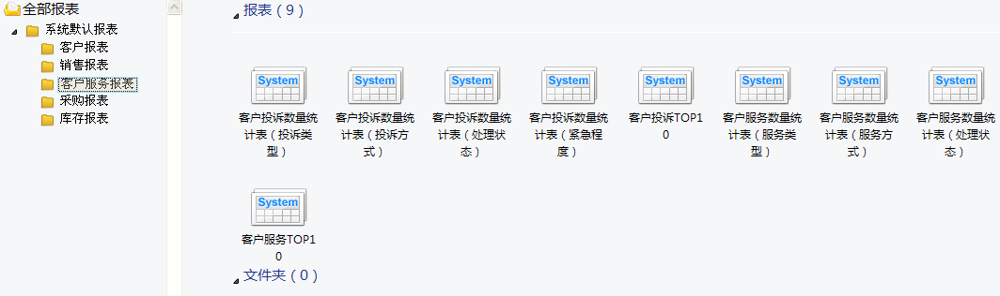 全部报表
系统默认报表
客户报表
销售报表
客户服务报表
采购报表
库存报表
报表（9）
System System System System System System System System
客户投诉数量统 客户投诉数量统 客户投诉数量统 客户投诉数量统 客户投诉TOP1 客户服务数量统 客户服务数量统 客户服务数量统
计表（投诉类 计表（投诉方 计表（处理状 计表（紧急程 0 计表（服务类 计表（服务方 计表（处理状
型） 式） 态） 度） 型） 式） 态）
System
客户服务TOP1
0
文件夹（0）